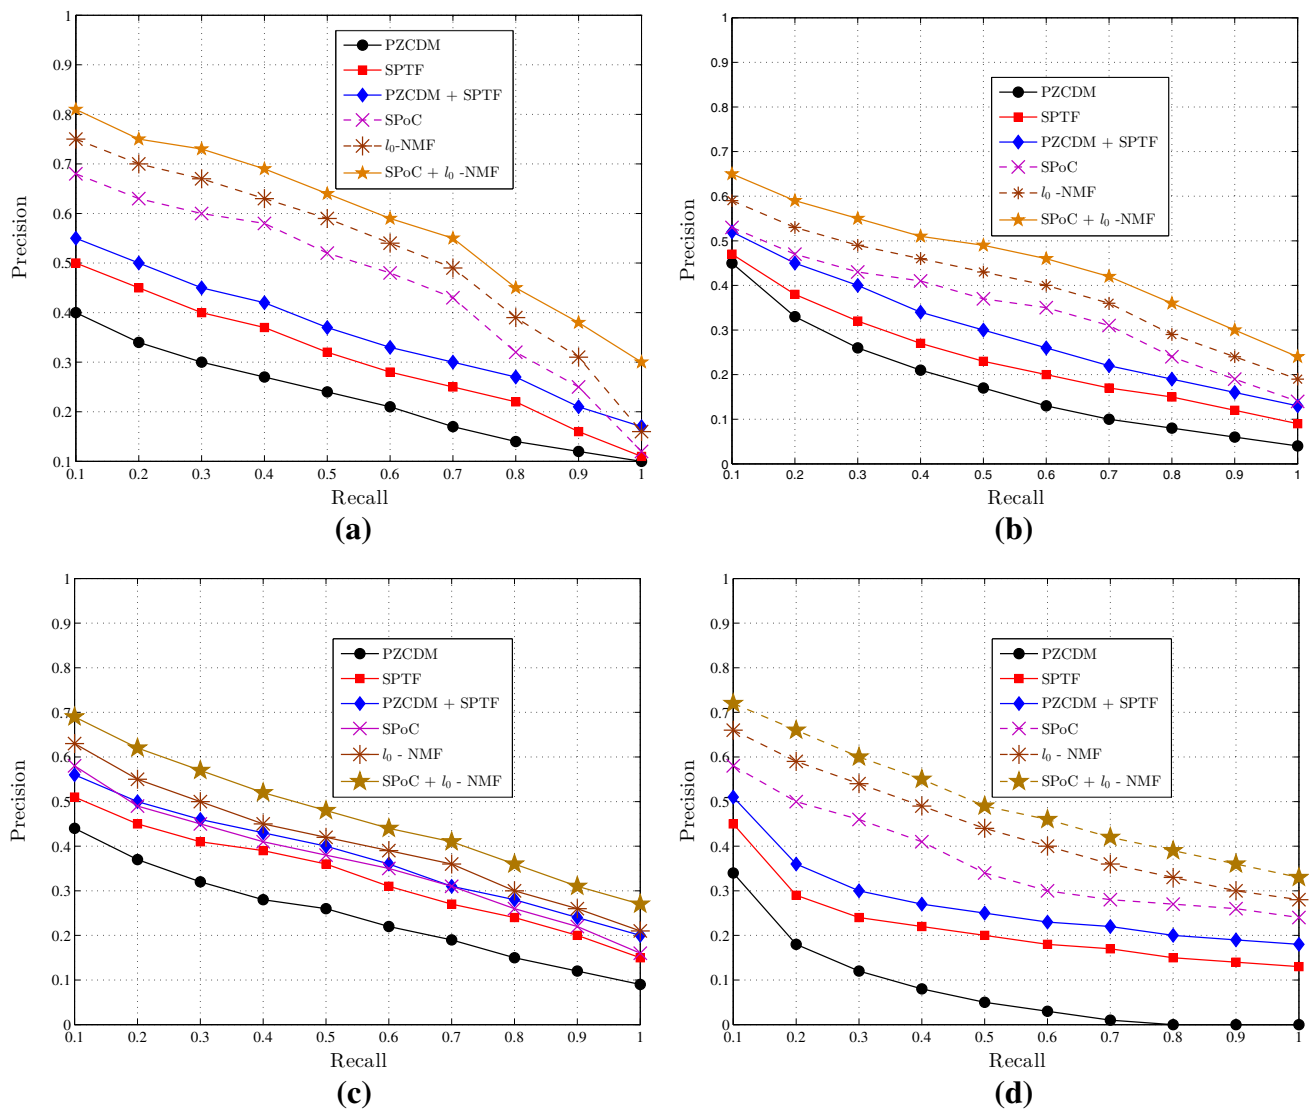 1
0.9
0.8
0.7
0.6
0.5
0.4
0.3
0.2
0.1
Precision
0.1 0.2 0.3 0.4 0.5 0.6 0.7 0.8 0.9 1
Recall
PZCDM
SPTF
PZCDM + SPTF
SPoC
l₀-NMF
SPoC + l₀ -NMF
(a)
1
0.9
0.8
0.7
0.6
0.5
0.4
0.3
0.2
0.1
0
Precision
0.1 0.2 0.3 0.4 0.5 0.6 0.7 0.8 0.9 1
Recall
PZCDM
SPTF
PZCDM + SPTF
SPoC
l₀ -NMF
SPoC + l₀ -NMF
(b)
1
0.9
0.8
0.7
0.6
0.5
0.4
0.3
0.2
0.1
0
Precision
0.1 0.2 0.3 0.4 0.5 0.6 0.7 0.8 0.9 1
Recall
PZCDM
SPTF
PZCDM + SPTF
SPoC
l₀ - NMF
SPoC + l₀ - NMF
(c)
1
0.9
0.8
0.7
0.6
0.5
0.4
0.3
0.2
0.1
0
Precision
0.1 0.2 0.3 0.4 0.5 0.6 0.7 0.8 0.9 1
Recall
PZCDM
SPTF
PZCDM + SPTF
SPoC
l₀ - NMF
SPoC + l₀ - NMF
(d)